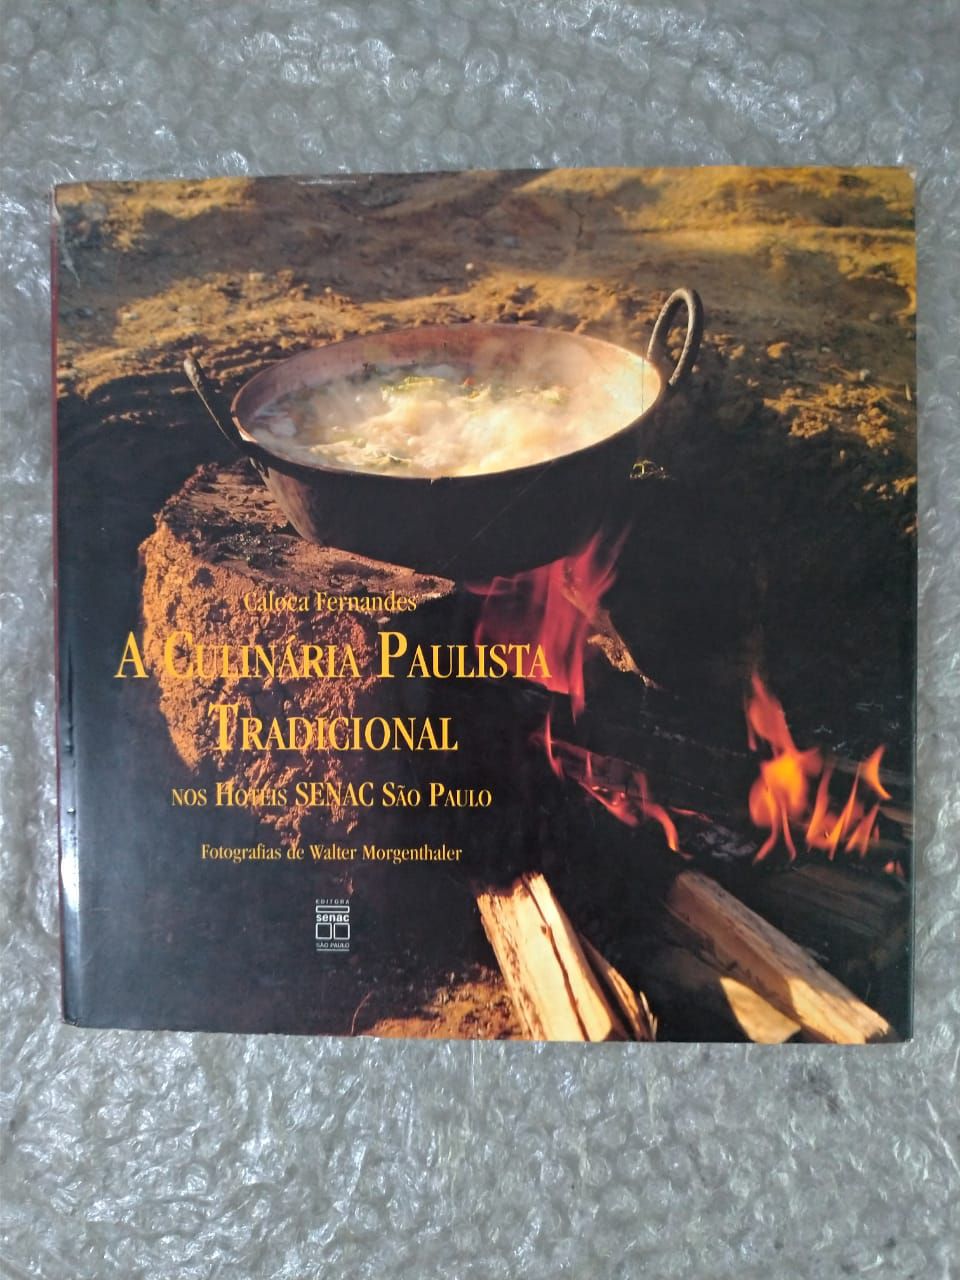 Caloca Fernandes
A Culinária Paulista
Tradicional
nos Hotéis SENAC São Paulo
Fotografias de Walter Morgenthaler
EDITORA
senac
SÃO PAULO